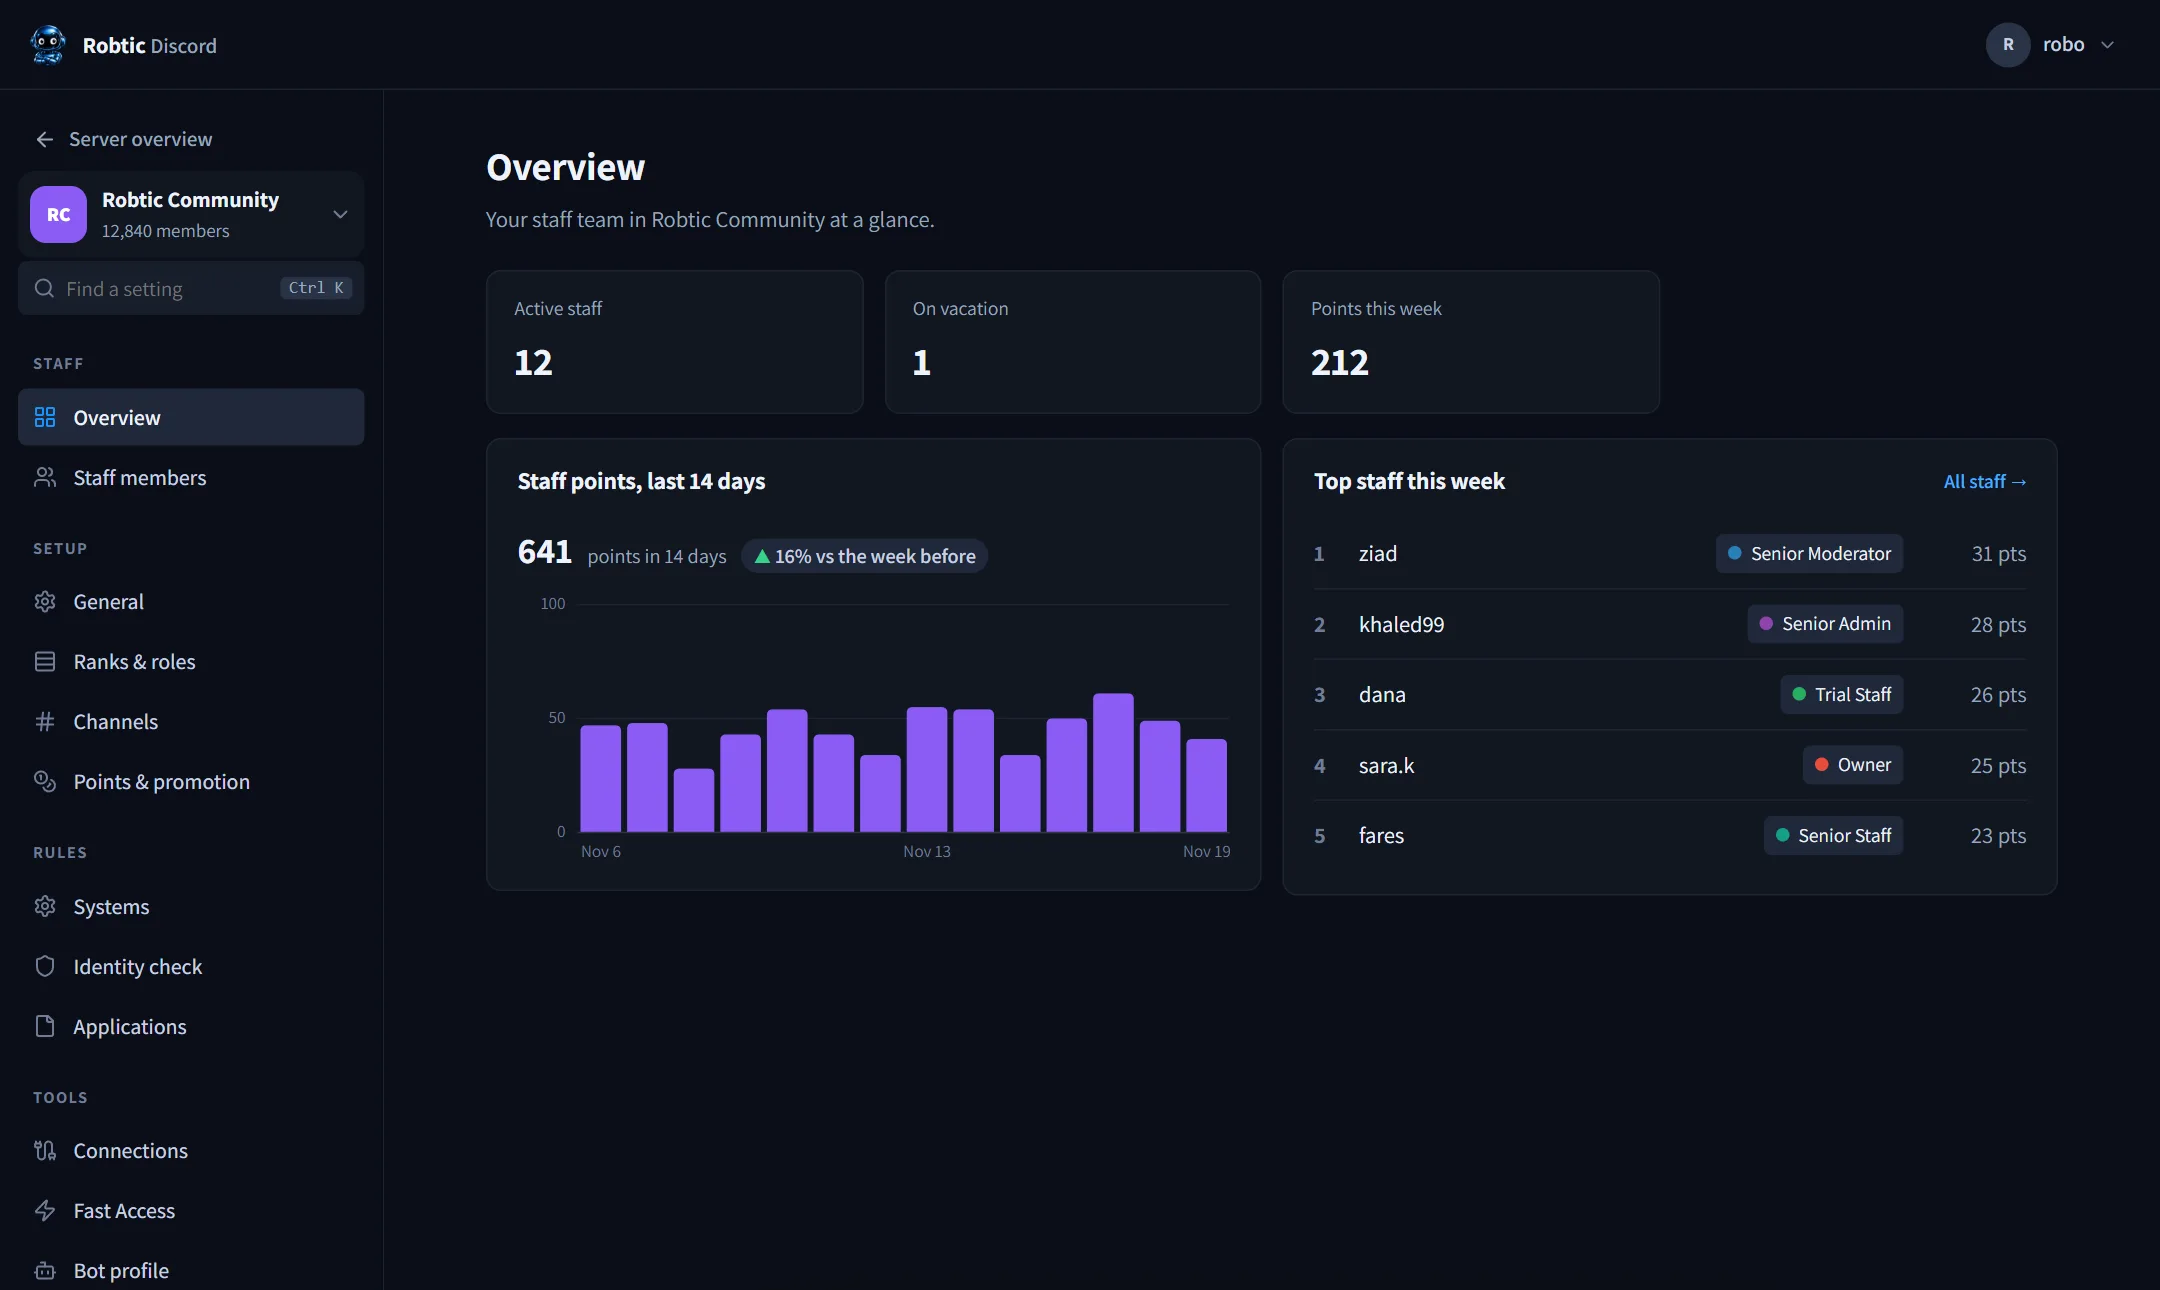 Robtic Discord
R robo
Server overview
RC Robtic Community
12,840 members
Find a setting Ctrl K
STAFF
Overview
Staff members
SETUP
General
Ranks & roles
Channels
Points & promotion
RULES
Systems
Identity check
Applications
TOOLS
Connections
Fast Access
Bot profile
Overview
Your staff team in Robtic Community at a glance.
Active staff
12
On vacation
1
Points this week
212
Staff points, last 14 days
641 points in 14 days ▲ 16% vs the week before
100
50
0
Nov 6 Nov 13 Nov 19
Top staff this week All staff →
1 ziad Senior Moderator 31 pts
2 khaled99 Senior Admin 28 pts
3 dana Trial Staff 26 pts
4 sara.k Owner 25 pts
5 fares Senior Staff 23 pts